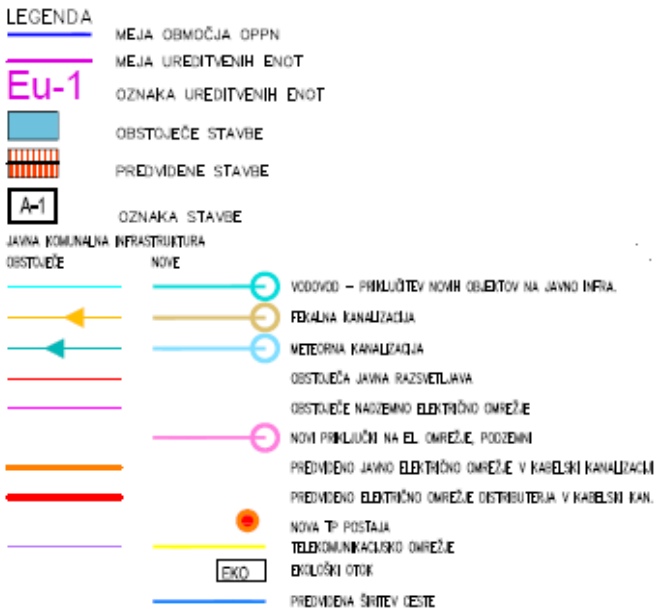 LEGENDA
MEJA OBMOČJA OPPN
MEJA UREDITVENIH ENOT
Eu-1 OZNAKA UREDITVENIH ENOT
OBSTOJEČE STAVBE
PREDVIDENE STAVBE
A-1 OZNAKA STAVBE
JAVNA KOMUNALNA INFRASTRUKTURA
OBSTOJEČE NOVE
VODOVOD - PRIKLJUČITEV NOVIH OBJEKTOV NA JAVNO INFRA.
FEKALNA KANALIZACIJA
METEORNA KANALIZACIJA
OBSTOJEČA JAVNA RAZSVETLJAVA
OBSTOJEČE NADZEMNO ELEKTRIČNO OMREŽJE
NOVI PRIKLJUČKI NA EL. OMREŽJE, PODZEMNI
PREDVIDENO JAVNO ELEKTRIČNO OMREŽJE V KABELSKI KANALIZACIJI
PREDVIDENO ELEKTRIČNO OMREŽJE DISTRIBUTERJA V KABELSKI KAN.
NOVA TP POSTAJA
TELEKOMUNIKACIJSKO OMREŽJE
EKO EKOLOŠKI OTOK
PREDVIDENA ŠIRITEV CESTE